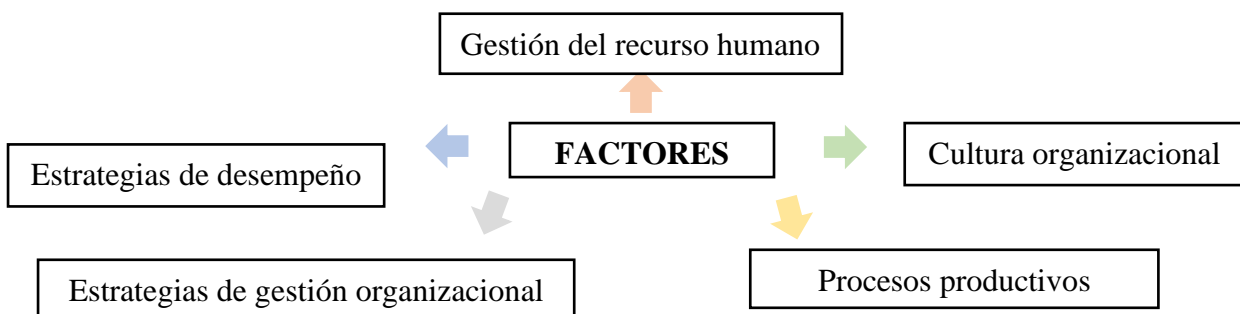 Gestión del recurso humano
FACTORES
Cultura organizacional
Estrategias de desempeño
Procesos productivos
Estrategias de gestión organizacional